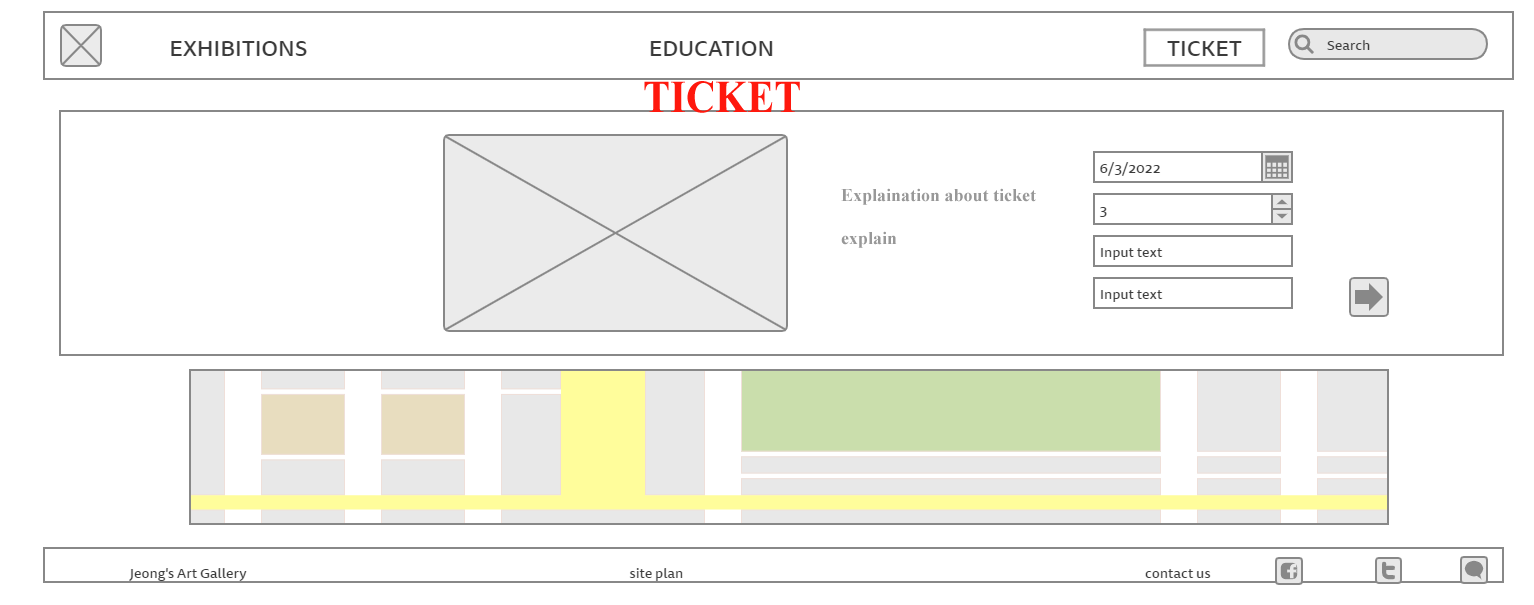 EXHIBITIONS
EDUCATION
TICKET
Search
TICKET
Explaination about ticket
explain
6/3/2022
3
Input text
Input text
Jeong's Art Gallery
site plan
contact us